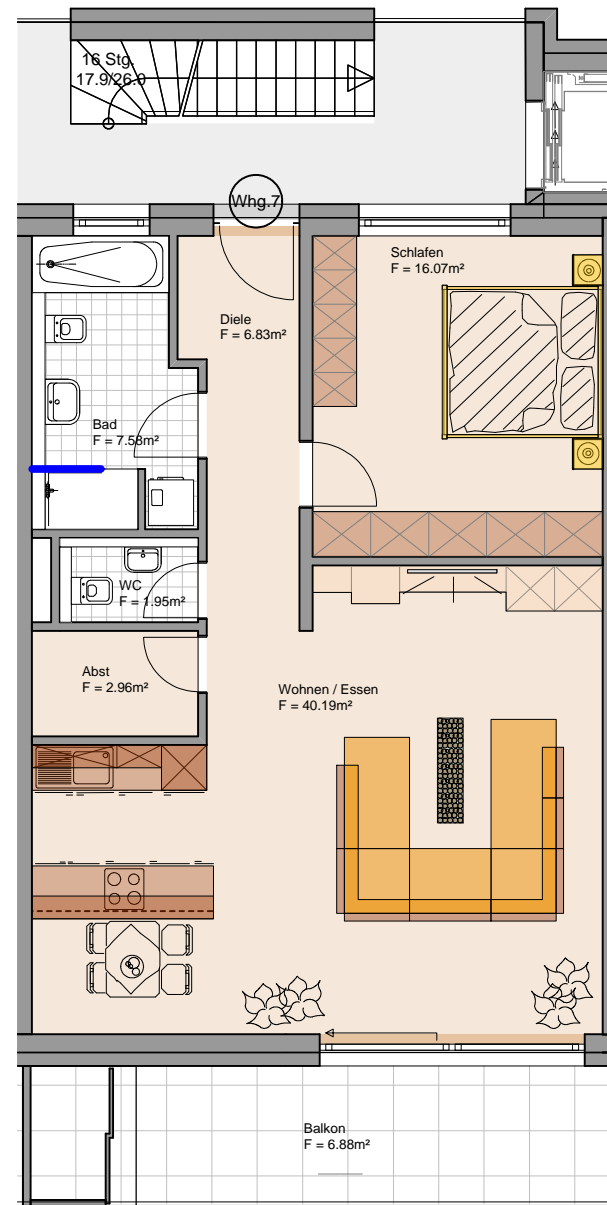 16 Stg.
17.9/26.0
Whg.7
Schlafen
F = 16.07m²
Diele
F = 6.83m²
Bad
F = 7.58m²
WC
F = 1.95m²
Abst
F = 2.96m²
Wohnen / Essen
F = 40.19m²
Balkon
F = 6.88m²